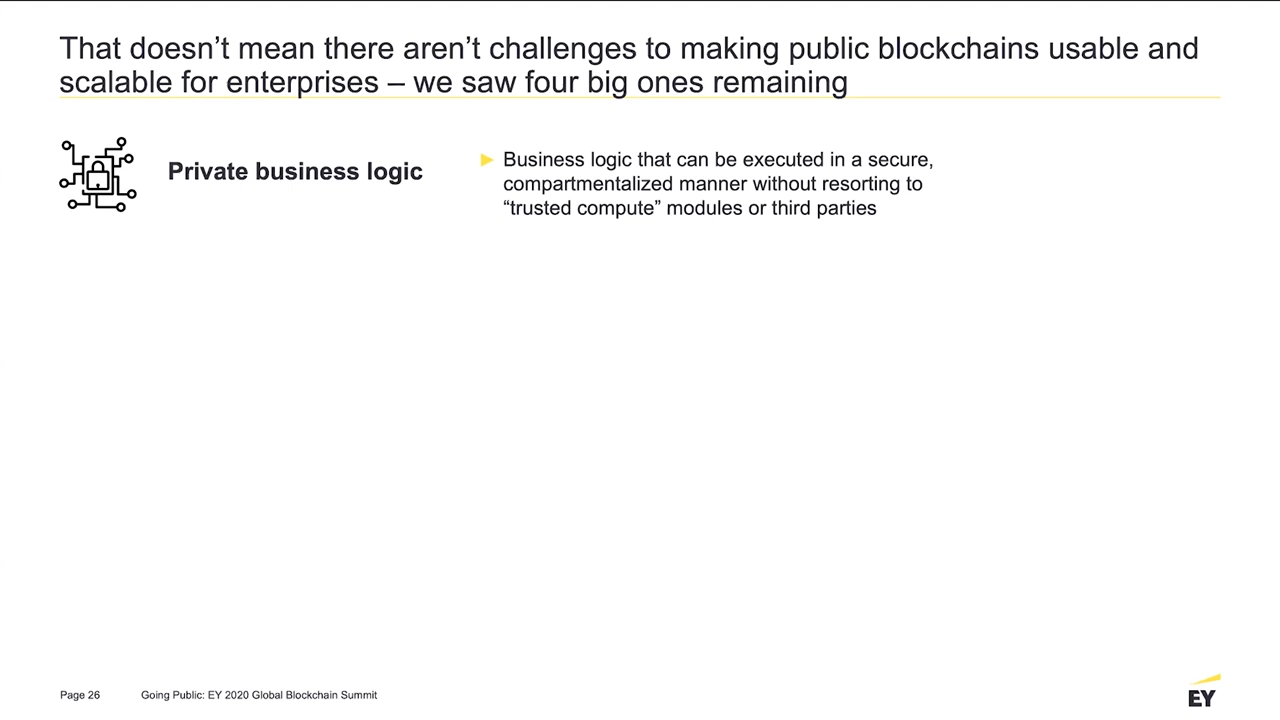 That doesn’t mean there aren’t challenges to making public blockchains usable and
scalable for enterprises – we saw four big ones remaining
Private business logic
► Business logic that can be executed in a secure,
compartmentalized manner without resorting to
“trusted compute” modules or third parties
Page 26
Going Public: EY 2020 Global Blockchain Summit
EY